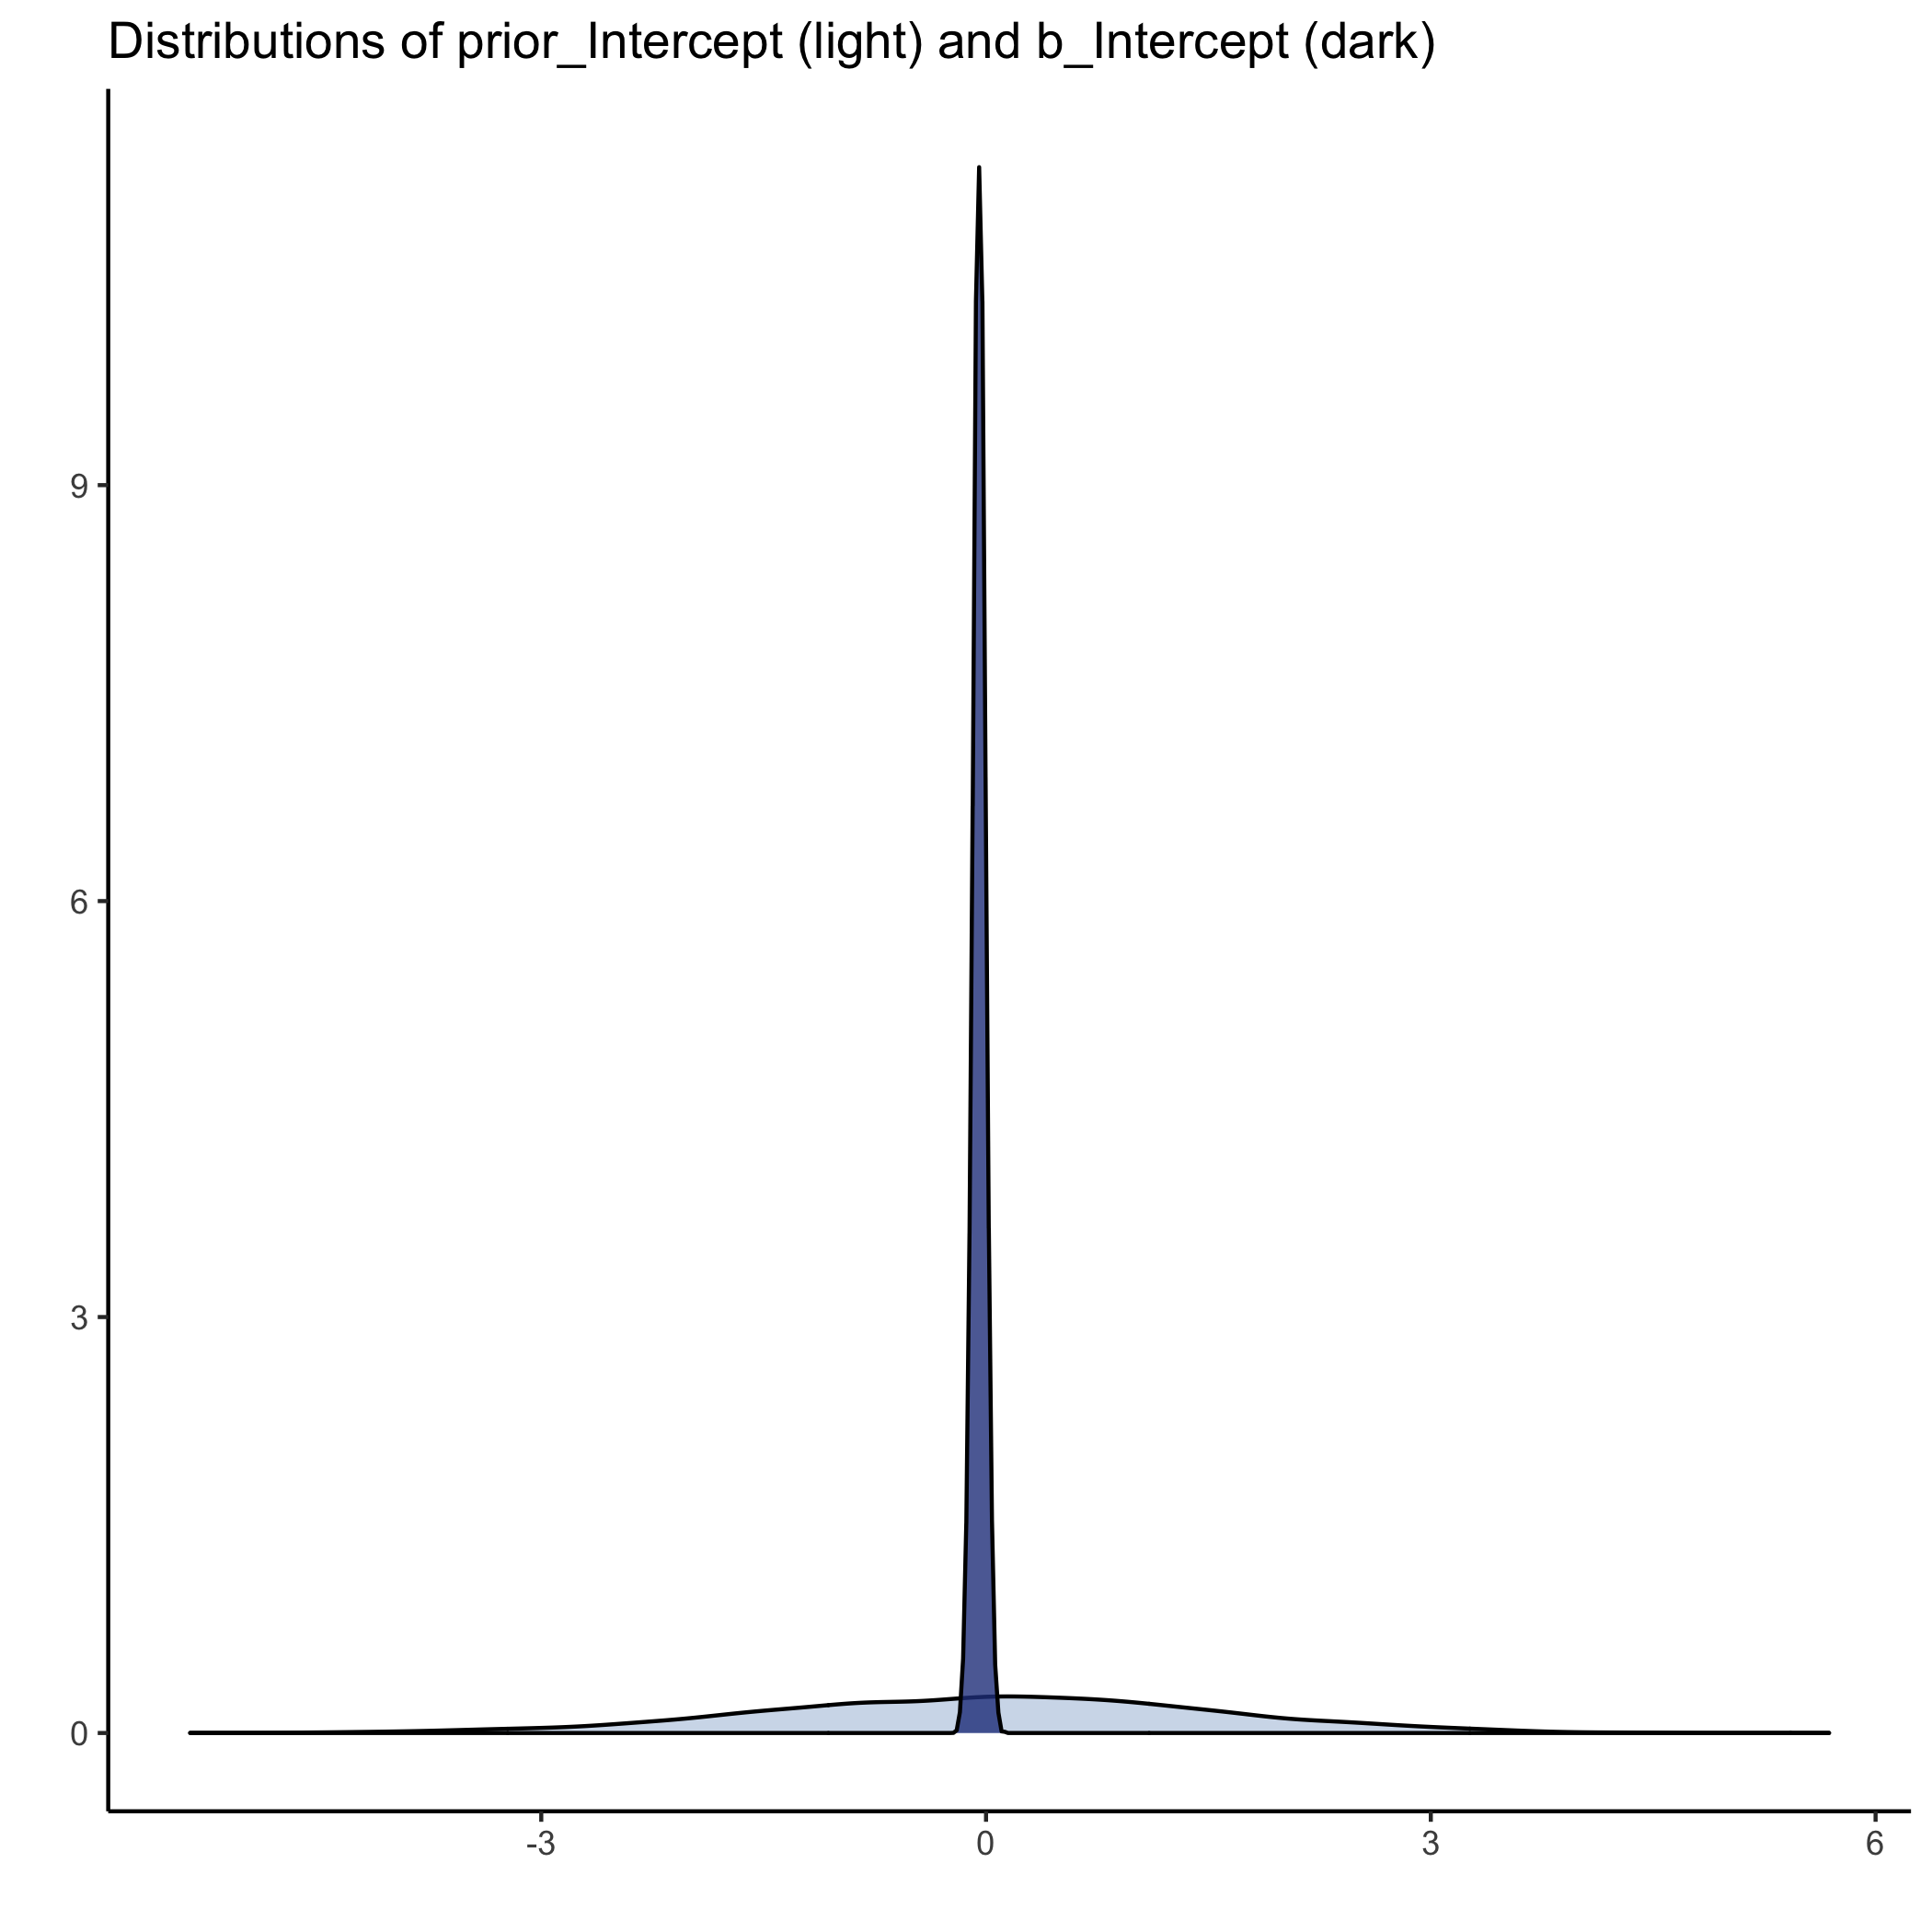 Distributions of prior_Intercept (light) and b_Intercept (dark)
9
6
3
0
-3 0 3 6